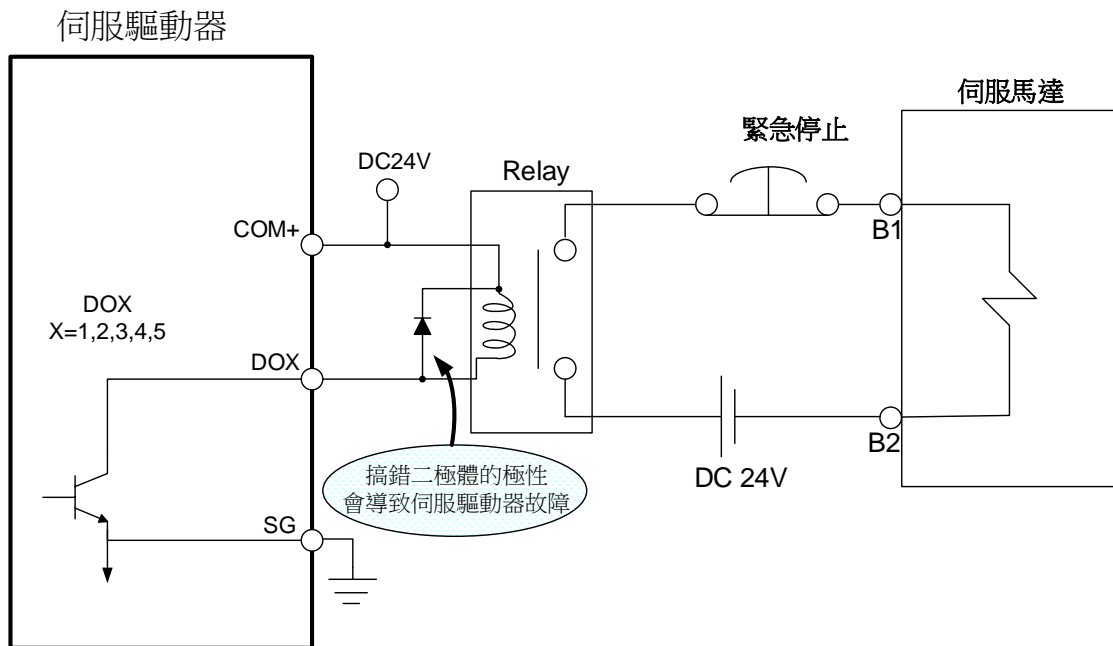 伺服驅動器
伺服馬達
緊急停止
DC24V
Relay
COM+
B1
DOX
X=1,2,3,4,5
DOX
B2
搞錯二極體的極性
會導致伺服驅動器故障
DC 24V
SG